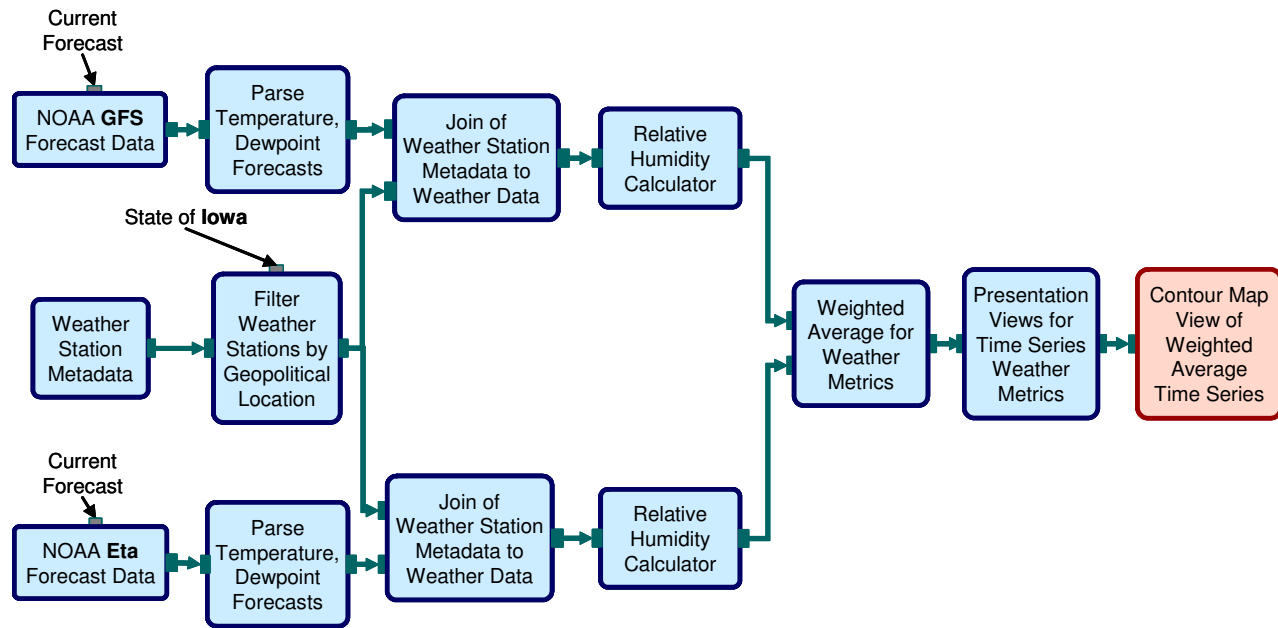 Current
Forecast
NOAA GFS
Forecast Data
Parse
Temperature,
Dewpoint
Forecasts
Join of
Weather Station
Metadata to
Weather Data
Relative
Humidity
Calculator
State of Iowa
Weather
Station
Metadata
Filter
Weather
Stations by
Geopolitical
Location
Weighted
Average for
Weather
Metrics
Presentation
Views for
Time Series
Weather
Metrics
Contour Map
View of
Weighted
Average
Time Series
Current
Forecast
NOAA Eta
Forecast Data
Parse
Temperature,
Dewpoint
Forecasts
Join of
Weather Station
Metadata to
Weather Data
Relative
Humidity
Calculator